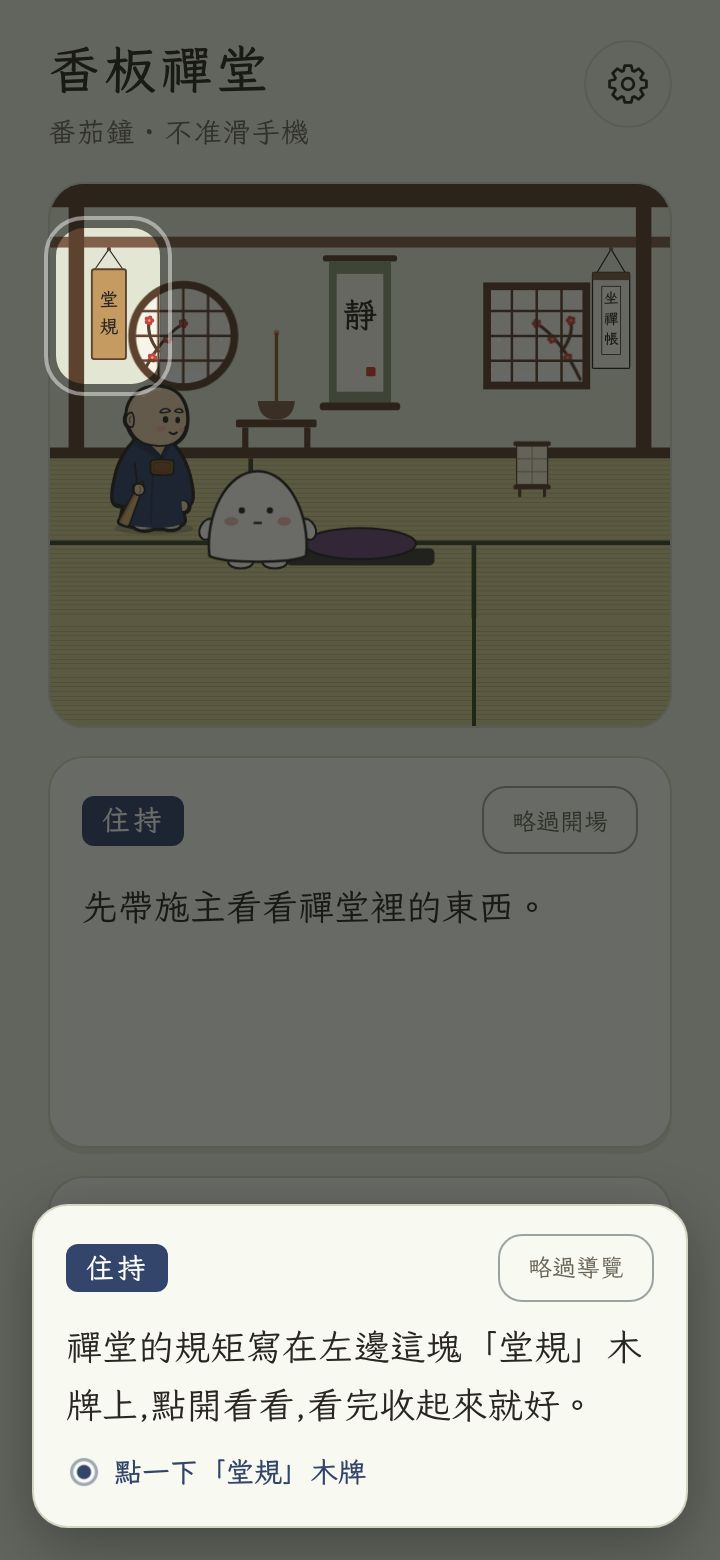 香板禪堂
番茄鐘・不准滑手機
堂規
靜
坐禪帳
住持
略過開場
先帶施主看看禪堂裡的東西。
住持
略過導覽
禪堂的規矩寫在左邊這塊「堂規」木
牌上,點開看看,看完收起來就好。
點一下「堂規」木牌